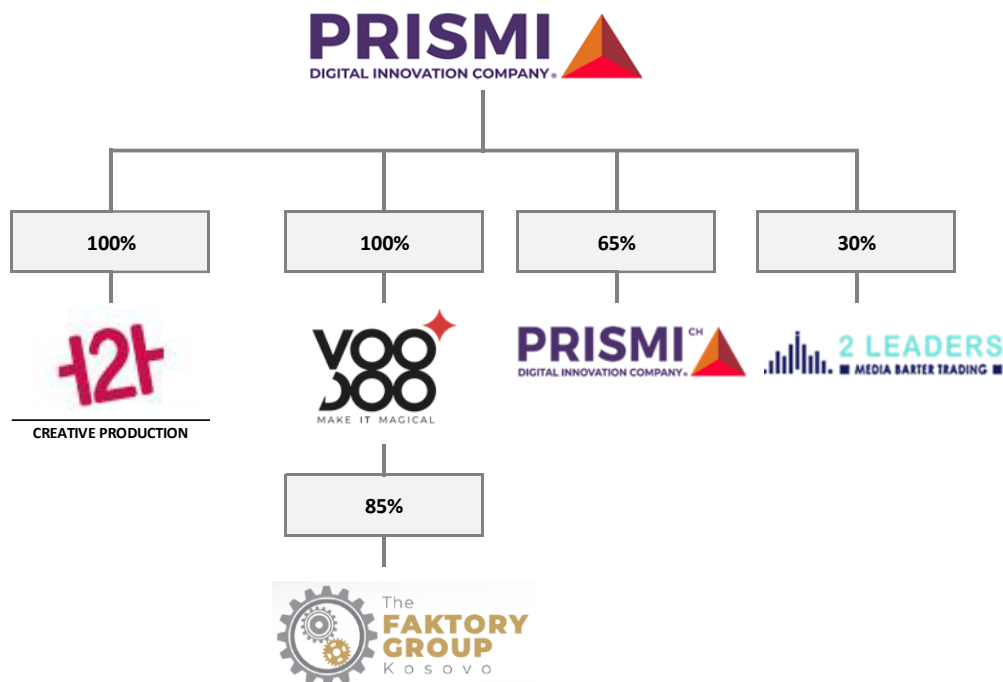 PRISMI
DIGITAL INNOVATION COMPANY®
100%
100%
65%
30%
121
CREATIVE PRODUCTION
VOO
DOO
MAKE IT MAGICAL
PRISMI CH
DIGITAL INNOVATION COMPANY®
2 LEADERS
MEDIA BARTER TRADING
85%
The
FAKTORY
GROUP
Kosovo